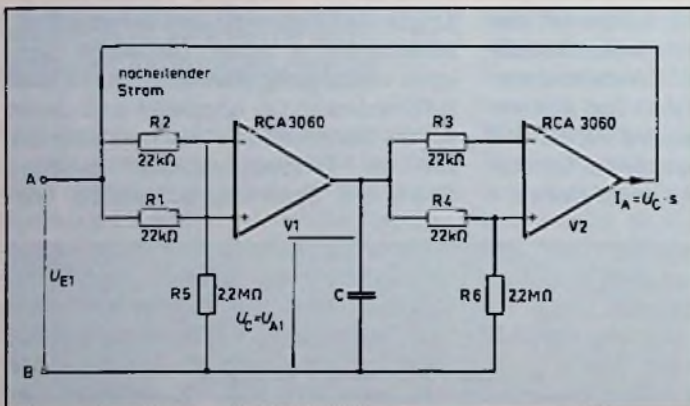 nacheilender
Strom
R2
22kΩ
RCA 3060
R3
22kΩ
RCA 3060
A
R1
22kΩ
V1
R4
22kΩ
V2
I_A=U_C·s
U_E1
R5
2,2MΩ
U_C=U_A1
C
R6
2,2MΩ
B